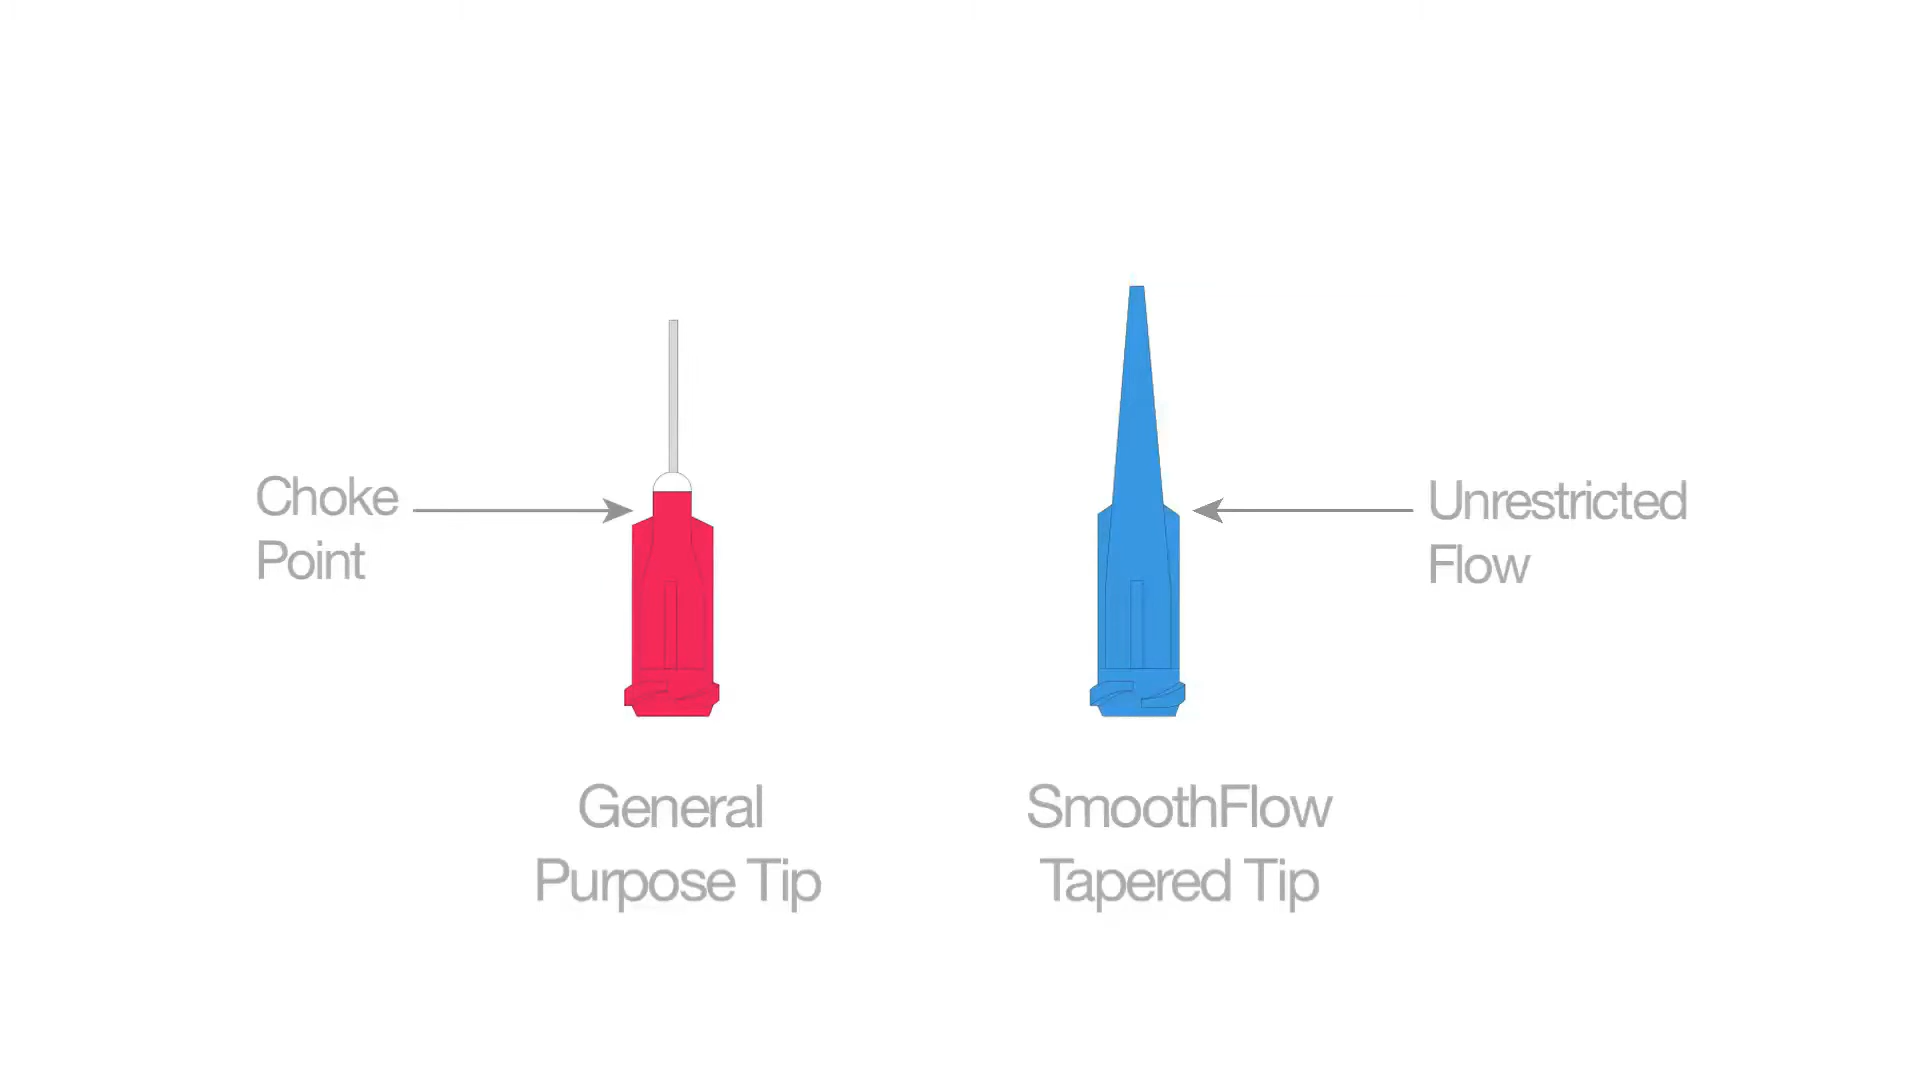 Choke
Point
Unrestricted
Flow
General
Purpose Tip
SmoothFlow
Tapered Tip